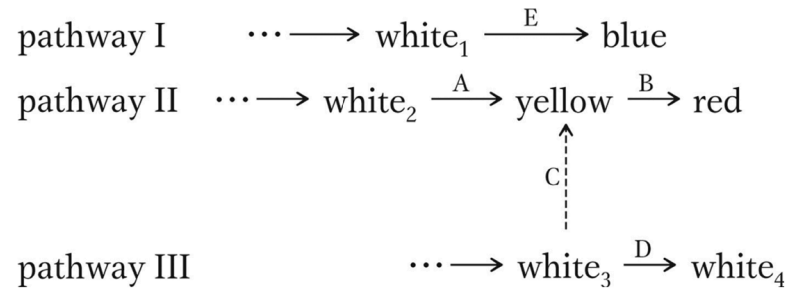 pathway I ... white₁ E blue
pathway II ... white₂ A yellow B red
C
pathway III ... white₃ D white₄